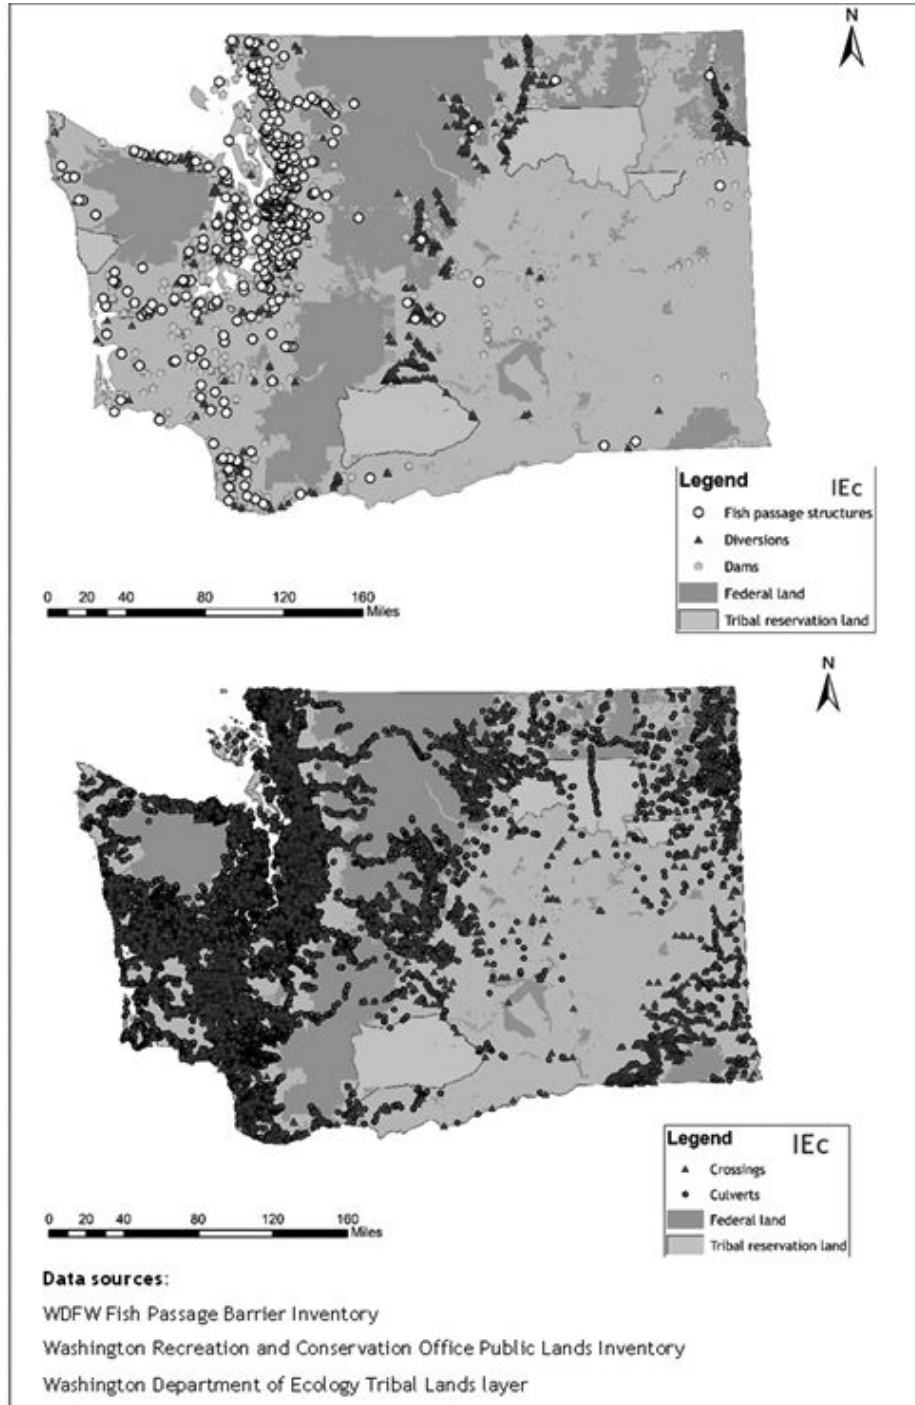 N
Legend IEc
Fish passage structures
Diversions
Dams
Federal land
Tribal reservation land
0 10 20 40 80 120 160
Miles
N
Legend IEc
Crossings
Culverts
Federal land
Tribal reservation land
0 20 40 80 120 160
Miles
Data sources:
WDFW Fish Passage Barrier Inventory
Washington Recreation and Conservation Office Public Lands Inventory
Washington Department of Ecology Tribal Lands layer